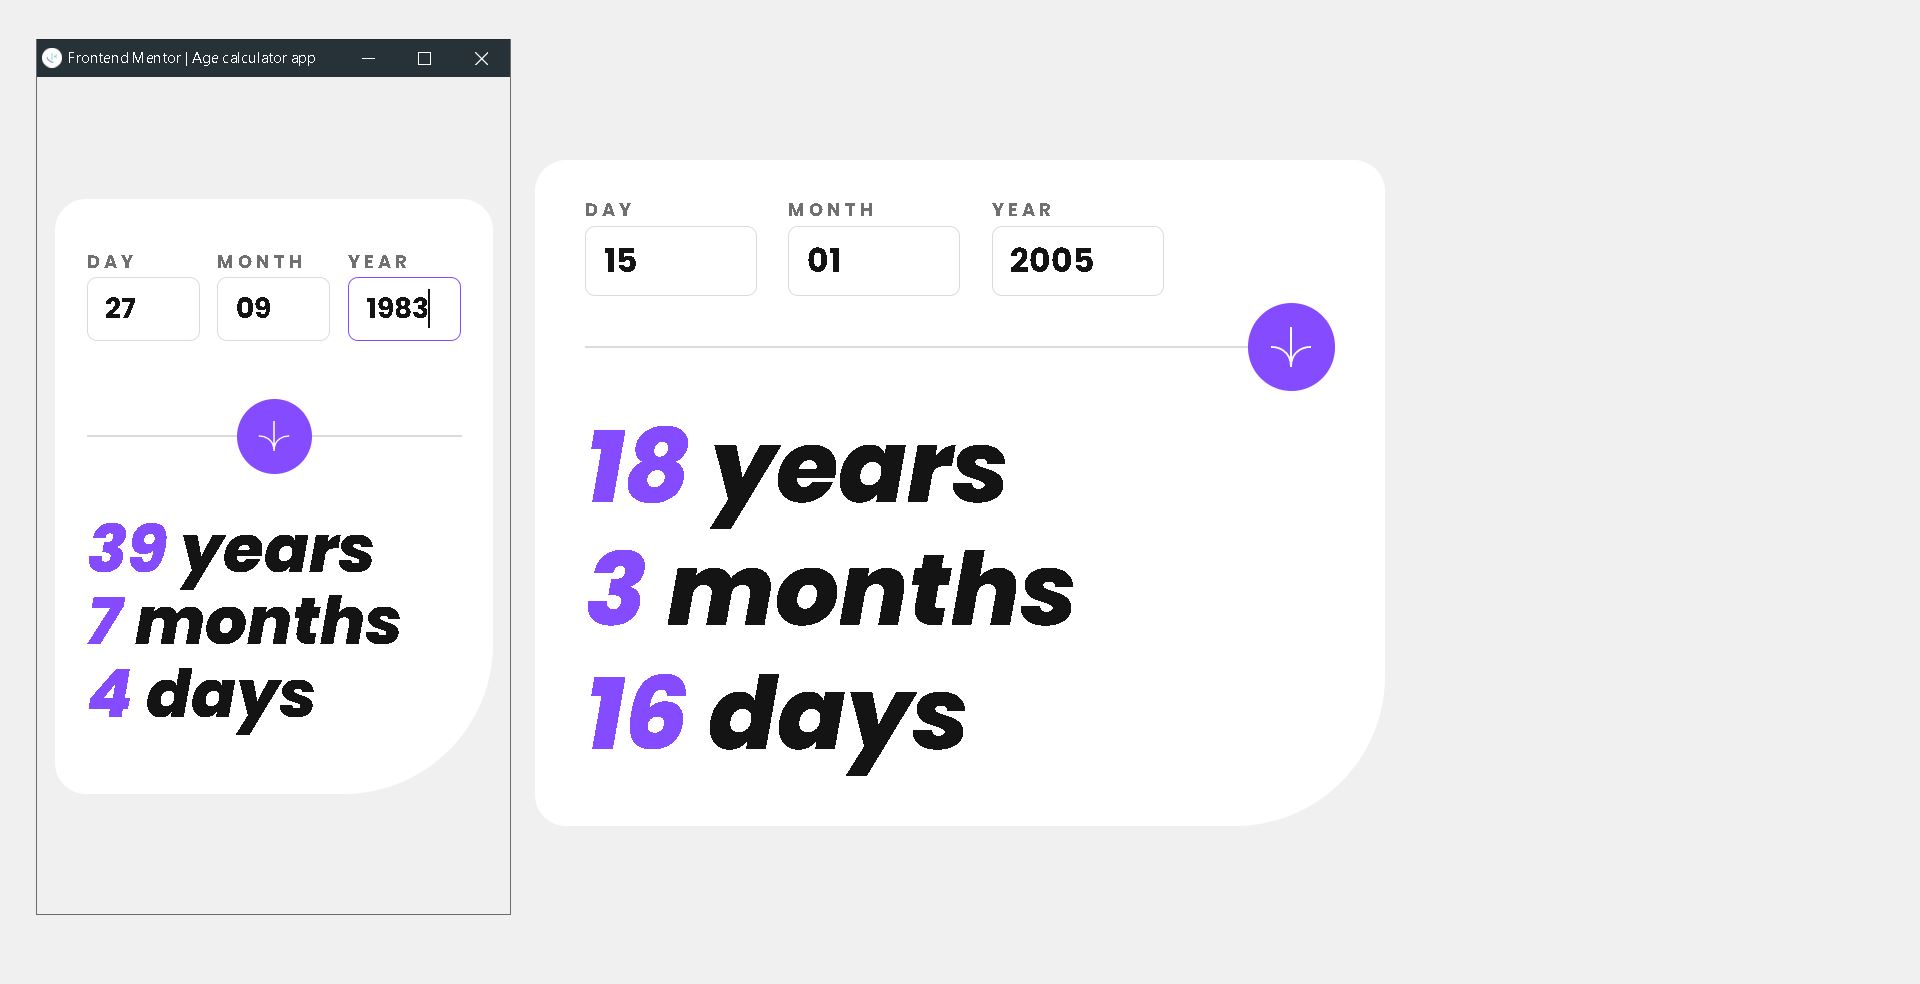 Frontend Mentor | Age calculator app
DAY MONTH YEAR
27 09 1983
39 years
7 months
4 days
DAY MONTH YEAR
15 01 2005
18 years
3 months
16 days